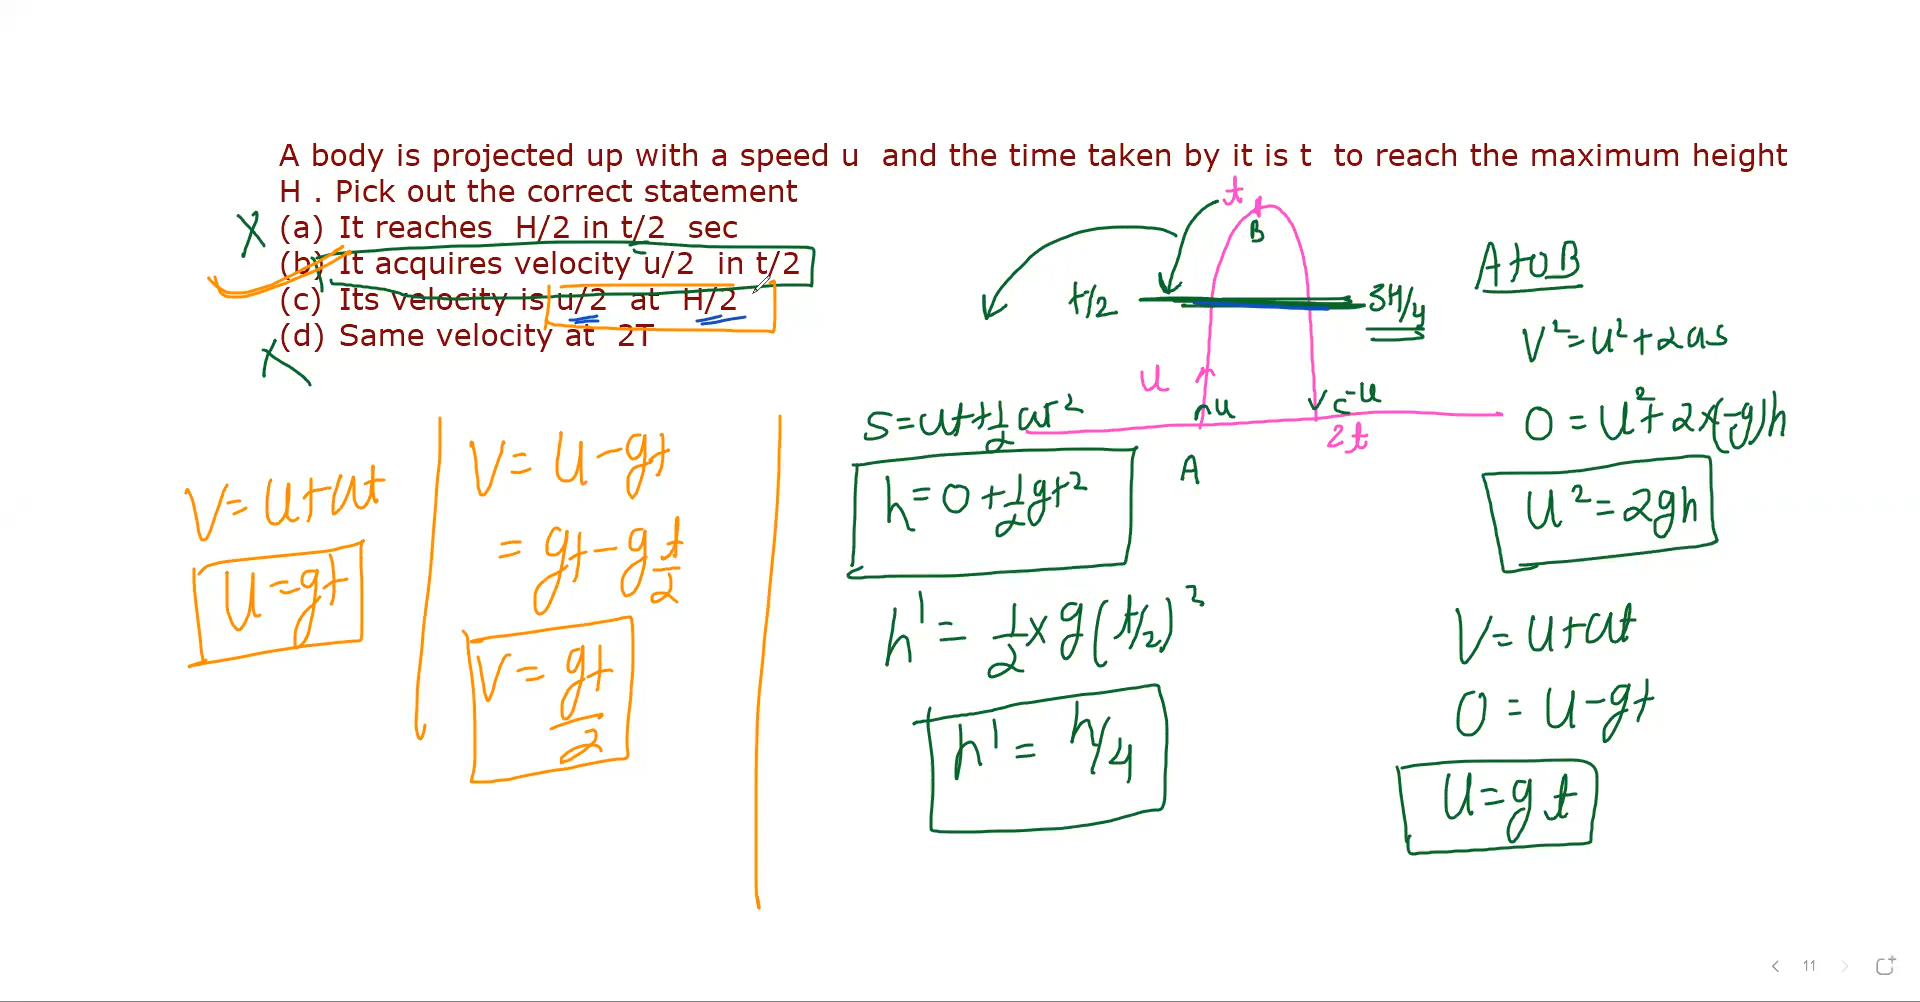 A body is projected up with a speed u and the time taken by it is t to reach the maximum height
H . Pick out the correct statement
(a) It reaches H/2 in t/2 sec
(b) It acquires velocity u/2 in t/2
(c) Its velocity is u/2 at H/2
(d) Same velocity at 2T
t
B
t/2
3H/4
u
u
-u
C
2t
A
V=u+at
u=gt
V=u-gt
=gt-gt/2
V=gt/2
S=ut+1/2at²
h=0+1/2gt²
h'=1/2×g(t/2)²
h'=h/4
A to B
V²=u²+2as
0=u²+2×(-g)h
u²=2gh
V=u+at
0=u-gt
u=gt
11